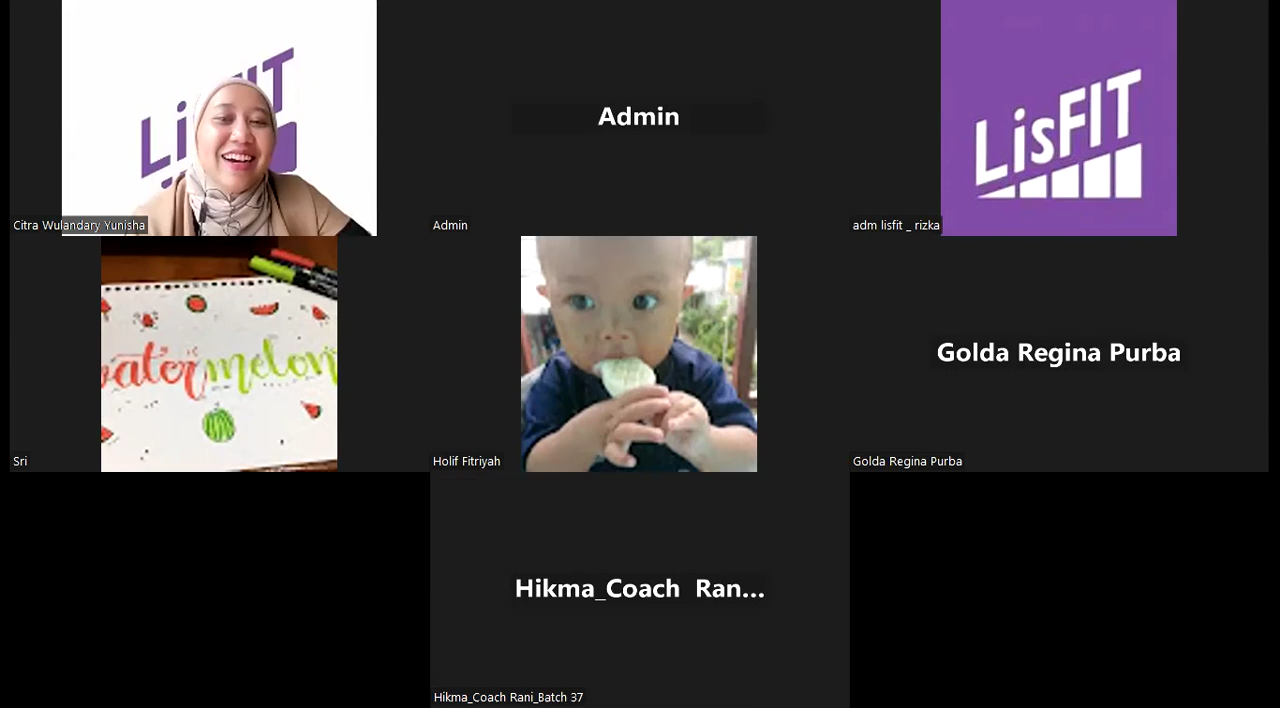 LisFIT
Citra Wulandary Yunisha
Admin
Admin
LisFIT
adm lisfit _ rizka
watermelon
Sri
Holif Fitriyah
Golda Regina Purba
Golda Regina Purba
Hikma_Coach Ran...
Hikma_Coach Rani_Batch 37